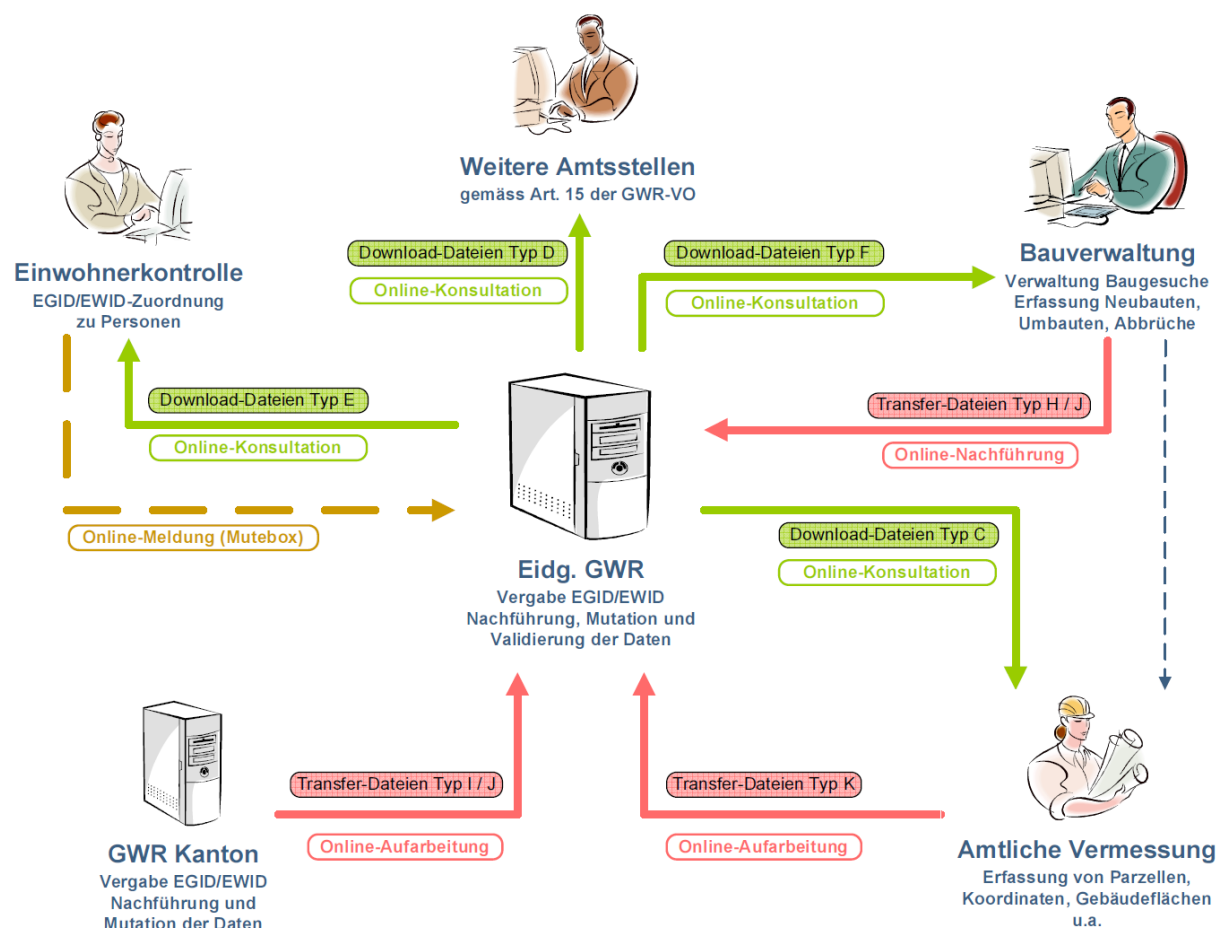 Weitere Amtsstellen
gemäss Art. 15 der GWR-VO
Einwohnerkontrolle
EGID/EWID-Zuordnung
zu Personen
Download-Dateien Typ D
Online-Konsultation
Download-Dateien Typ F
Online-Konsultation
Bauverwaltung
Verwaltung Baugesuche
Erfassung Neubauten,
Umbauten, Abbrüche
Download-Dateien Typ E
Online-Konsultation
Transfer-Dateien Typ H / J
Online-Nachführung
Online-Meldung (Mutebox)
Download-Dateien Typ C
Online-Konsultation
Eidg. GWR
Vergabe EGID/EWID
Nachführung, Mutation und
Validierung der Daten
Transfer-Dateien Typ I / J
Online-Aufarbeitung
Transfer-Dateien Typ K
Online-Aufarbeitung
GWR Kanton
Vergabe EGID/EWID
Nachführung und
Mutation der Daten
Amtliche Vermessung
Erfassung von Parzellen,
Koordinaten, Gebäudeflächen
u.a.